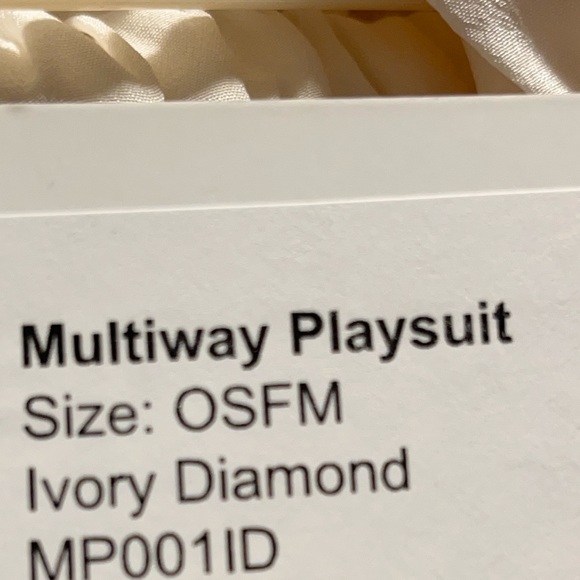 Multiway Playsuit
Size: OSFM
Ivory Diamond
MP001ID